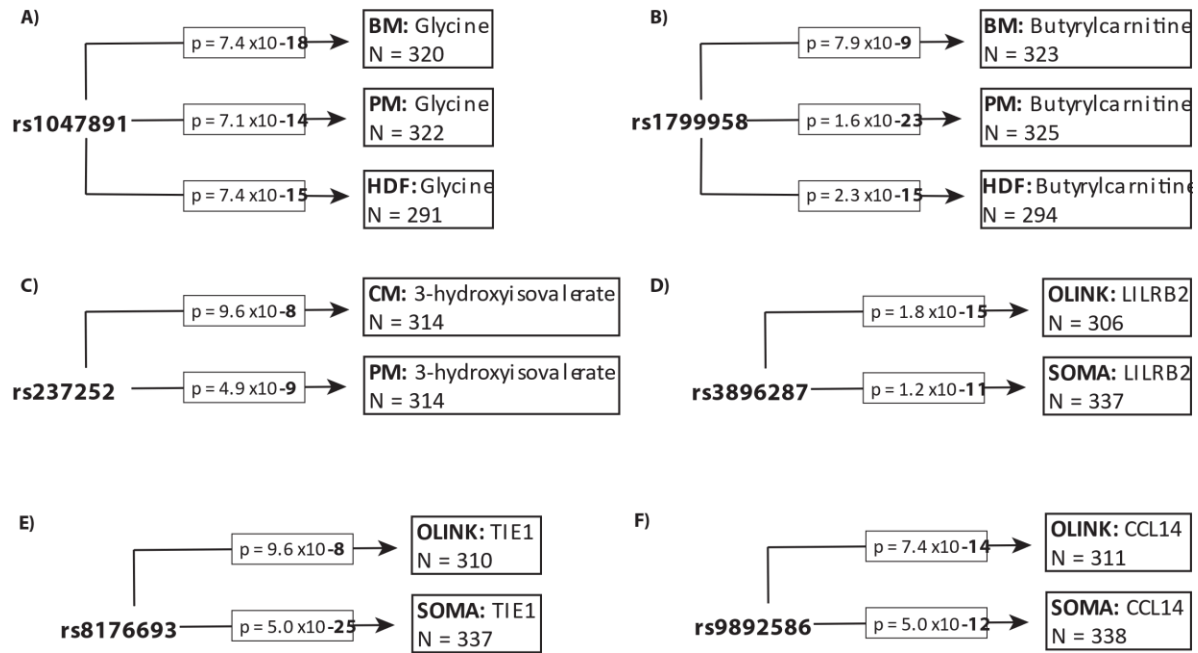 A)
p = 7.4 x10-18
BM: Glycine
N = 320
rs1047891
p = 7.1 x10-14
PM: Glycine
N = 322
p = 7.4 x10-15
HDF: Glycine
N = 291
B)
p = 7.9 x10-9
BM: Butyrylcarnitine
N = 323
rs1799958
p = 1.6 x10-23
PM: Butyrylcarnitine
N = 325
p = 2.3 x10-15
HDF: Butyrylcarnitine
N = 294
C)
p = 9.6 x10-8
CM: 3-hydroxyisovalerate
N = 314
rs237252
p = 4.9 x10-9
PM: 3-hydroxyisovalerate
N = 314
D)
p = 1.8 x10-15
OLINK: LILRB2
N = 306
rs3896287
p = 1.2 x10-11
SOMA: LILRB2
N = 337
E)
p = 9.6 x10-8
OLINK: TIE1
N = 310
rs8176693
p = 5.0 x10-25
SOMA: TIE1
N = 337
F)
p = 7.4 x10-14
OLINK: CCL14
N = 311
rs9892586
p = 5.0 x10-12
SOMA: CCL14
N = 338